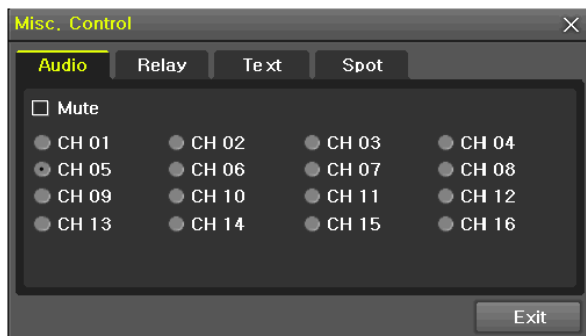 Misc. Control
Audio Relay Text Spot
Mute
CH 01 CH 02 CH 03 CH 04
CH 05 CH 06 CH 07 CH 08
CH 09 CH 10 CH 11 CH 12
CH 13 CH 14 CH 15 CH 16
Exit